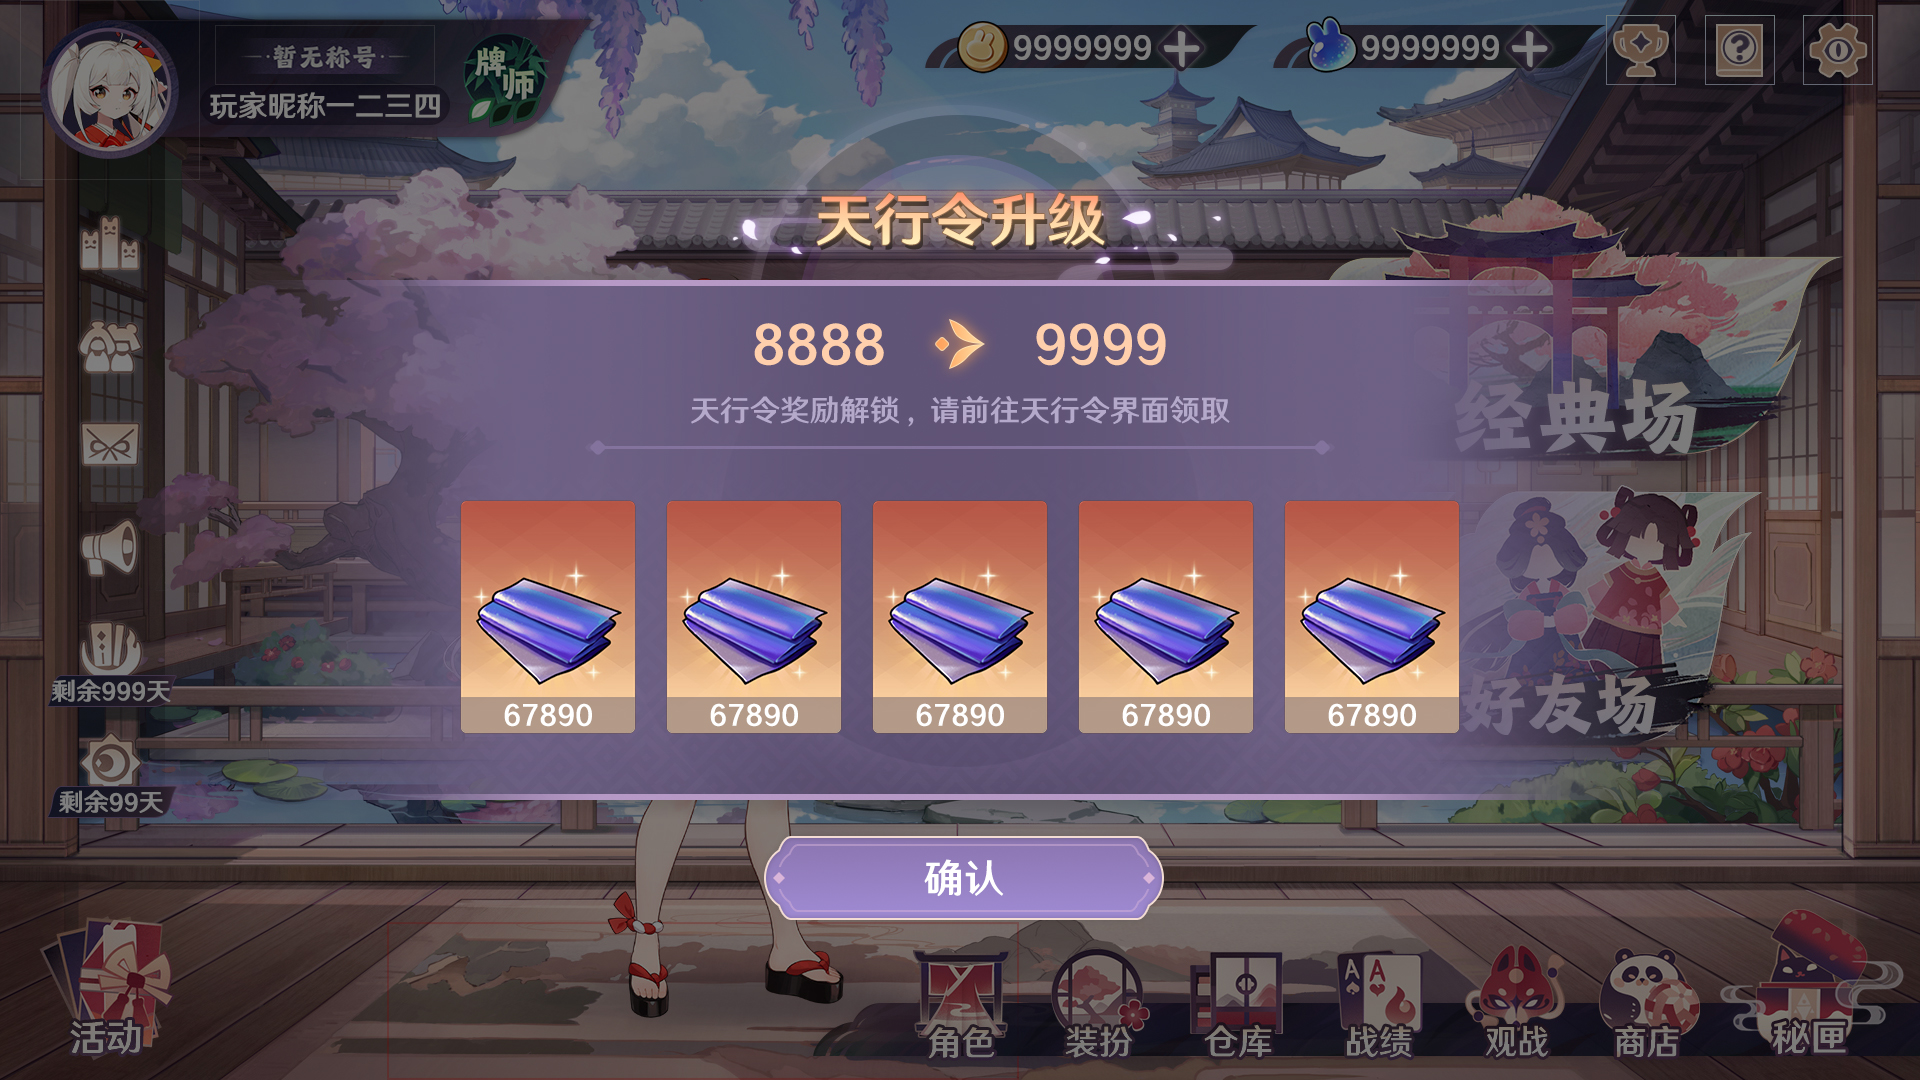 暂无称号
玩家昵称一二三四
牌师
9999999
9999999
天行令升级
8888 9999
天行令奖励解锁，请前往天行令界面领取
67890 67890 67890 67890 67890
确认
经典场
好友场
剩余999天
剩余99天
活动
角色
装扮
仓库
A A
战绩
观战
商店
秘匣